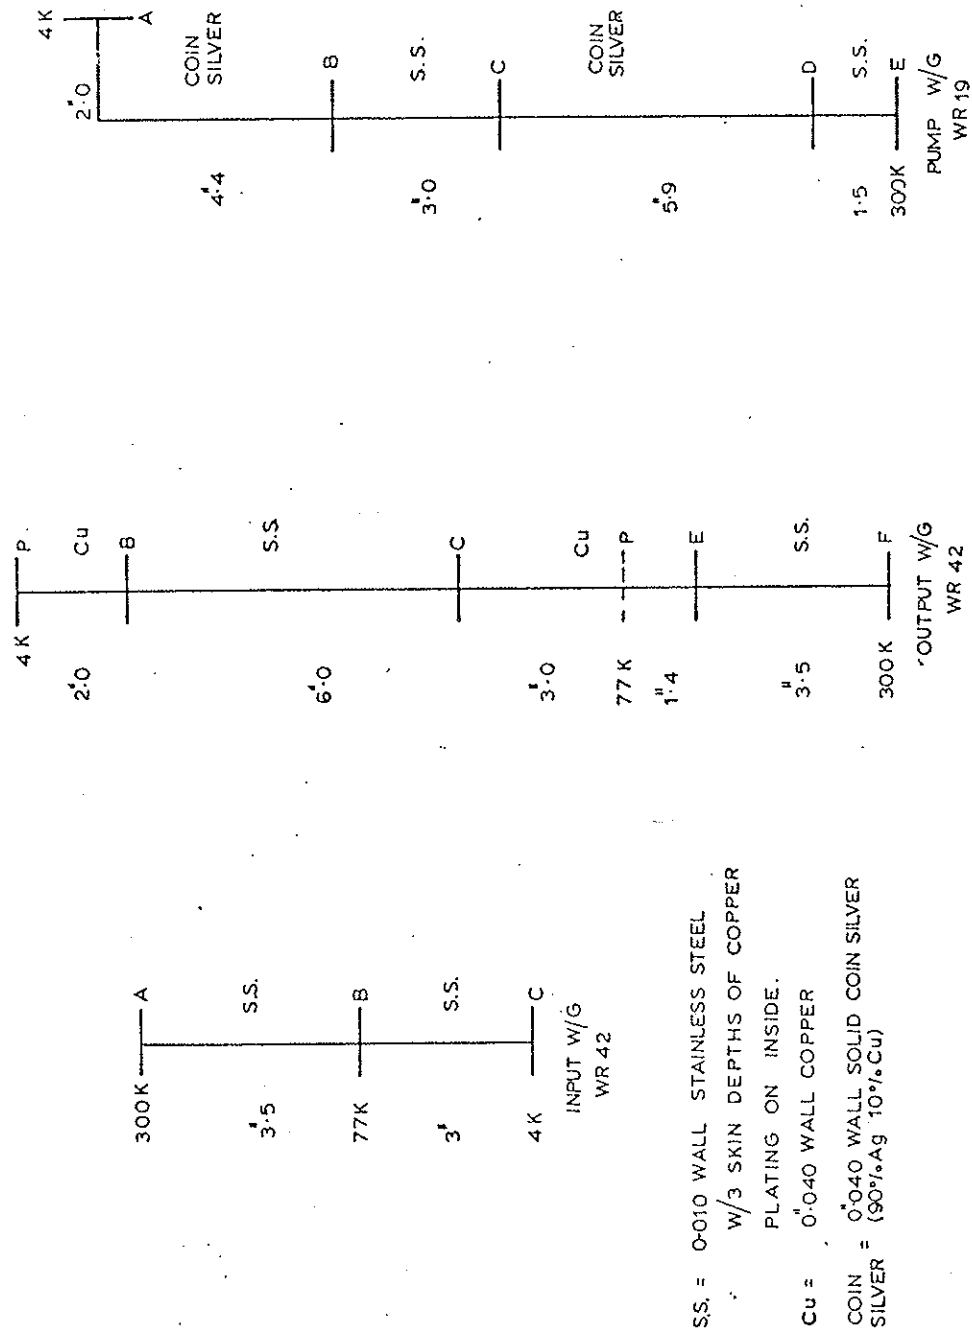 300K
A
3".5
S.S.
77K
B
3"
S.S.
4K
C
INPUT W/G
WR 42
4K
P
2".0
Cu
B
6".0
S.S.
C
3".0
Cu
77 K
P
1".4
E
3".5
S.S.
300K
F
OUTPUT W/G
WR 42
2".0
4K
A
4".4
COIN
SILVER
B
3".0
S.S.
C
5".9
COIN
SILVER
D
1.5
S.S.
300K
E
PUMP W/G
WR 19
S.S. = 0.010 WALL STAINLESS STEEL
W/3 SKIN DEPTHS OF COPPER
PLATING ON INSIDE.
Cu = 0".040 WALL COPPER
COIN SILVER = 0".040 WALL SOLID COIN SILVER
(90% Ag 10% Cu)